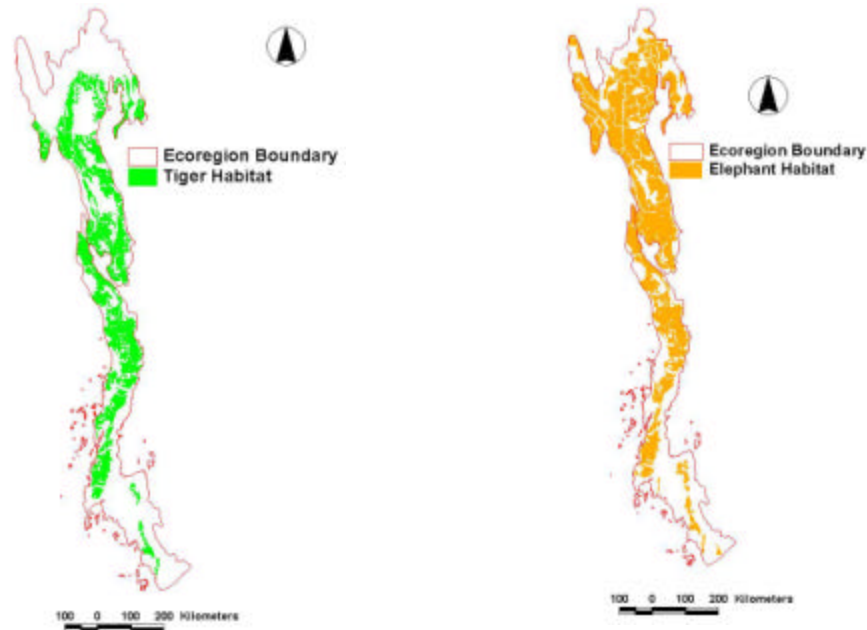 Ecoregion Boundary
Tiger Habitat
100 0 100 200 Kilometers
Ecoregion Boundary
Elephant Habitat
100 0 100 200 Kilometers